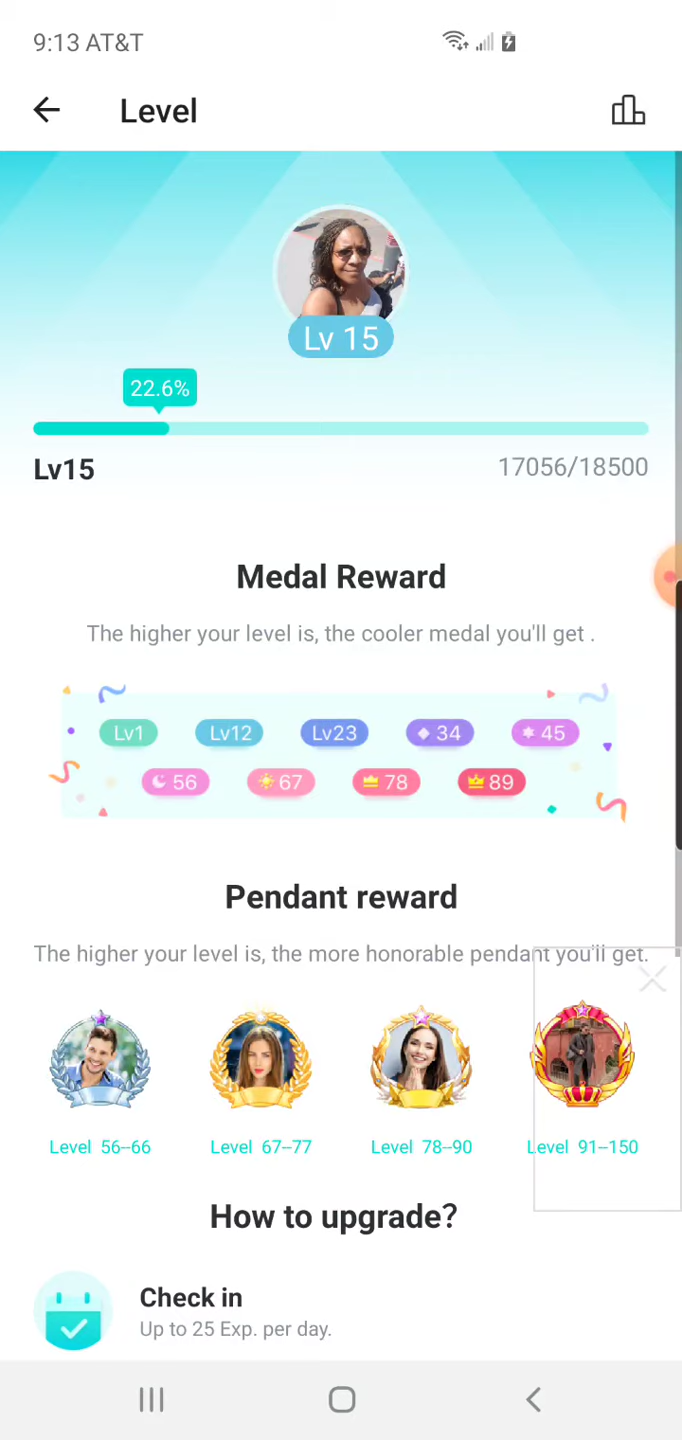 9:13 AT&T
Level
Lv 15
22.6%
Lv15 17056/18500
Medal Reward
The higher your level is, the cooler medal you'll get .
Lv1 Lv12 Lv23 34 45
56 67 78 89
Pendant reward
The higher your level is, the more honorable pendant you'll get.
Level 56–66 Level 67–77 Level 78–90 Level 91–150
How to upgrade?
Check in
Up to 25 Exp. per day.